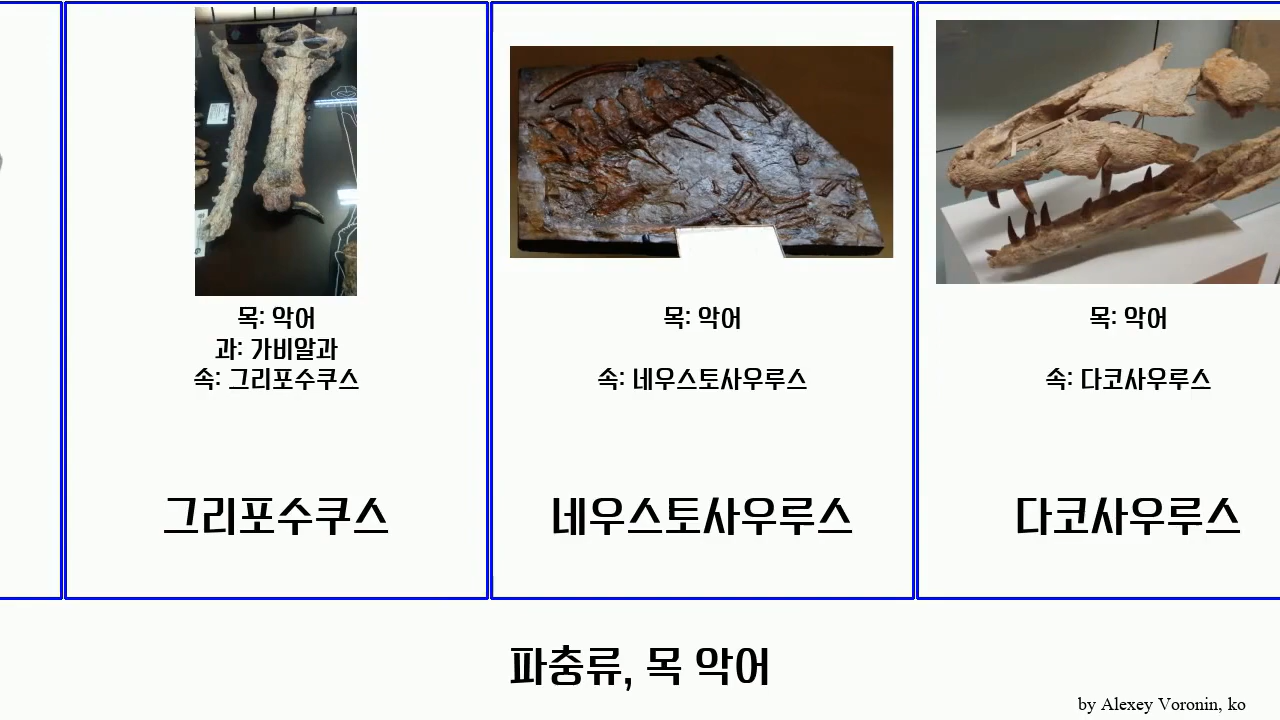 목: 악어
과: 가비알과
속: 그리포수쿠스
그리포수쿠스
목: 악어
속: 네우스토사우루스
네우스토사우루스
목: 악어
속: 다코사우루스
다코사우루스
파충류, 목 악어
by Alexey Voronin, ko